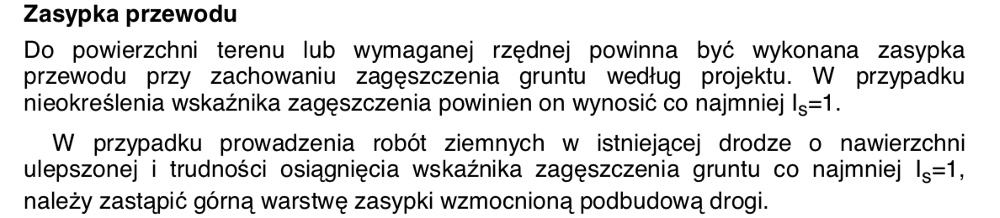 Zasypka przewodu
Do powierzchni terenu lub wymaganej rzędnej powinna być wykonana zasypka
przewodu przy zachowaniu zagęszczenia gruntu według projektu. W przypadku
nieokreślenia wskaźnika zagęszczenia powinien on wynosić co najmniej Is=1.
W przypadku prowadzenia robót ziemnych w istniejącej drodze o nawierzchni
ulepszonej i trudności osiągnięcia wskaźnika zagęszczenia gruntu co najmniej Is=1,
należy zastąpić górną warstwę zasypki wzmocnioną podbudową drogi.